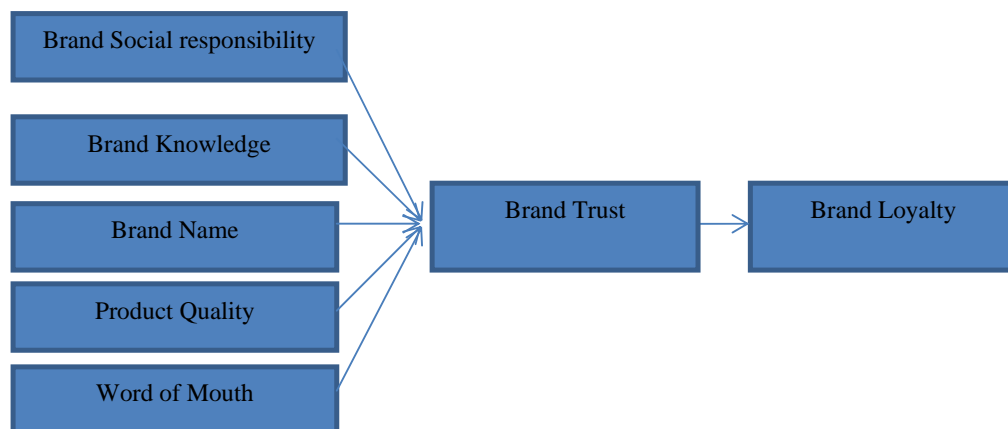 Brand Social responsibility
Brand Knowledge
Brand Name
Product Quality
Word of Mouth
Brand Trust
Brand Loyalty